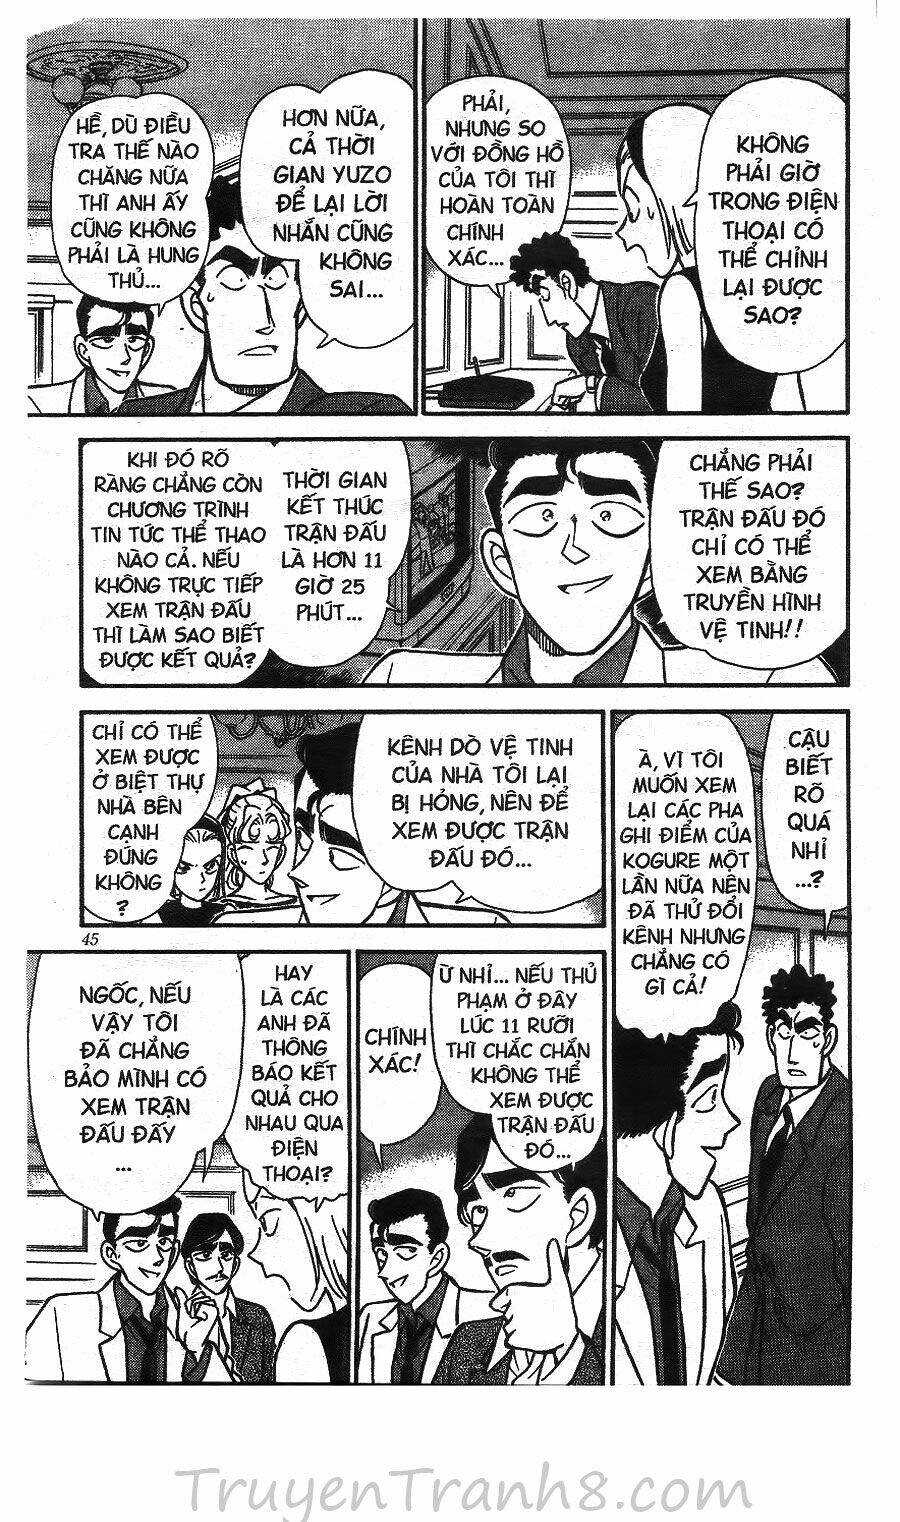 KHÔNG
PHẢI GIỜ
TRONG ĐIỆN
THOẠI CÓ
THỂ CHỈNH
LẠI ĐƯỢC
SAO?
PHẢI,
NHƯNG SO
VỚI ĐỒNG HỒ
CỦA TÔI THÌ
HOÀN TOÀN
CHÍNH
XÁC...
HƠN NỮA,
CẢ THỜI
GIAN YUZO
ĐỂ LẠI LỜI
NHẮN CŨNG
KHÔNG
SAI...
HỀ, DÙ ĐIỀU
TRA THẾ NÀO
CHĂNG NỮA
THÌ ANH ẤY
CŨNG KHÔNG
PHẢI LÀ HUNG
THỦ...
CHẲNG PHẢI
THẾ SAO?
TRẬN ĐẤU ĐÓ
CHỈ CÓ THỂ
XEM BẰNG
TRUYỀN HÌNH
VỆ TINH!!
THỜI GIAN
KẾT THÚC
TRẬN ĐẤU
LÀ HƠN 11
GIỜ 25
PHÚT...
KHI ĐÓ RÕ
RÀNG CHẲNG CÒN
CHƯƠNG TRÌNH
TIN TỨC THỂ THAO
NÀO CẢ. NẾU
KHÔNG TRỰC TIẾP
XEM TRẬN ĐẤU
THÌ LÀM SAO BIẾT
ĐƯỢC KẾT QUẢ?
CẬU
BIẾT
RÕ
QUÁ
NHỈ
...?
À, VÌ TÔI
MUỐN XEM
LẠI CÁC PHA
GHI ĐIỂM CỦA
KOGURE MỘT
LẦN NỮA NÊN
ĐÃ THỬ ĐỔI
KÊNH NHƯNG
CHẲNG CÓ
GÌ CẢ!
KÊNH DÒ VỆ TINH
CỦA NHÀ TÔI LẠI
BỊ HỎNG, NÊN ĐỂ
XEM ĐƯỢC TRẬN
ĐẤU ĐÓ...
CHỈ CÓ THỂ
XEM ĐƯỢC
Ở BIỆT THỰ
NHÀ BÊN
CẠNH
ĐÚNG
KHÔNG
?
45
Ừ NHỈ... NẾU THỦ
PHẠM Ở ĐÂY
LÚC 11 RƯỠI
THÌ CHẮC CHẮN
KHÔNG THỂ
XEM ĐƯỢC
TRẬN ĐẤU
ĐÓ...
CHÍNH
XÁC!
HAY
LÀ CÁC
ANH ĐÃ
THÔNG
BÁO KẾT
QUẢ CHO
NHAU QUA
ĐIỆN
THOẠI?
NGỐC, NẾU
VẬY TÔI
ĐÃ CHẲNG
BẢO MÌNH CÓ
XEM TRẬN
ĐẤU ĐẤY
...
TruyenTranh8.com